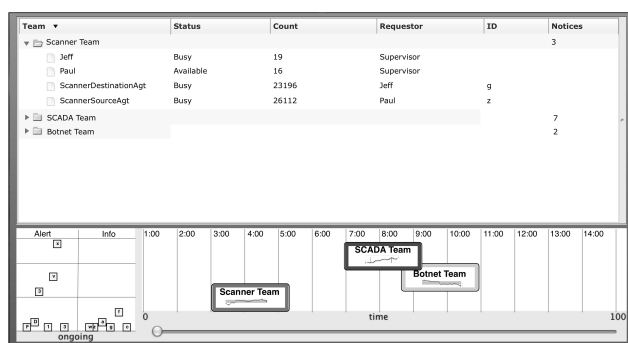 Team ▼ Status Count Requestor ID Notices
Scanner Team 3
Jeff Busy 19 Supervisor
Paul Available 16 Supervisor
ScannerDestinationAgt Busy 23196 Jeff g
ScannerSourceAgt Busy 26112 Paul z
SCADA Team 7
Botnet Team 2
Alert Info 1:00 2:00 3:00 4:00 5:00 6:00 7:00 8:00 9:00 10:00 11:00 12:00 13:00 14:00
SCADA Team
Botnet Team
Scanner Team
0 time 100
ongoing